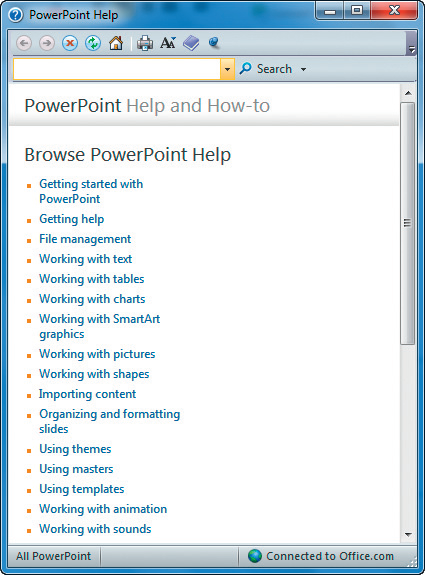 PowerPoint Help
Search
PowerPoint Help and How-to
Browse PowerPoint Help
Getting started with
PowerPoint
Getting help
File management
Working with text
Working with tables
Working with charts
Working with SmartArt
graphics
Working with pictures
Working with shapes
Importing content
Organizing and formatting
slides
Using themes
Using masters
Using templates
Working with animation
Working with sounds
All PowerPoint
Connected to Office.com